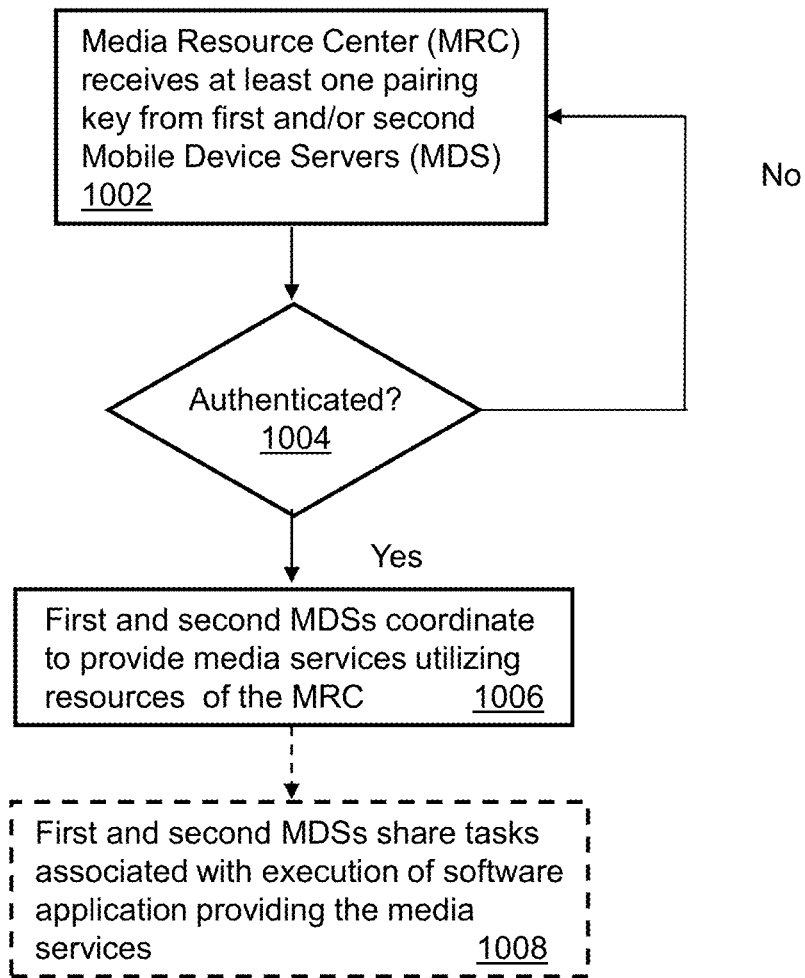 Media Resource Center (MRC)
receives at least one pairing
key from first and/or second
Mobile Device Servers (MDS)
1002
No
Authenticated?
1004
Yes
First and second MDSs coordinate
to provide media services utilizing
resources of the MRC 1006
First and second MDSs share tasks
associated with execution of software
application providing the media
services 1008